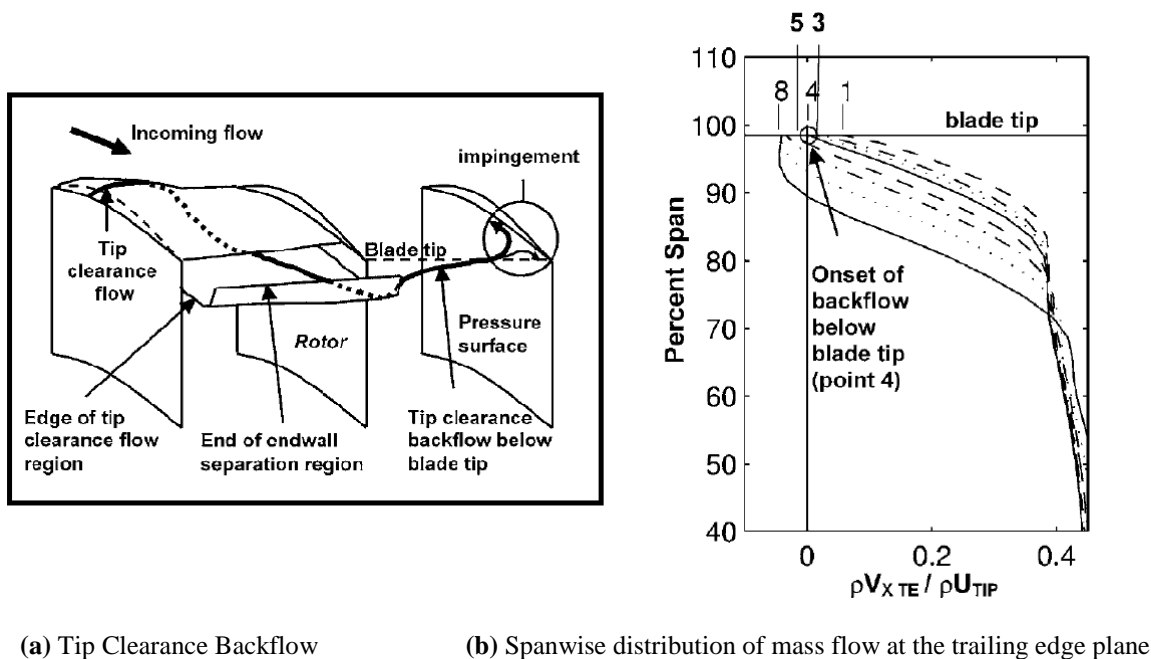 Incoming flow
impingement
Tip
clearance
flow
Blade tip
Rotor
Pressure
surface
Edge of tip
clearance flow
region
End of endwall
separation region
Tip clearance
backflow below
blade tip
5 3
110
8 4 1
100
blade tip
90
80
70
60
50
40
Percent Span
Onset of
backflow
below
blade tip
(point 4)
0 0.2 0.4
ρV_X TE / ρU_TIP
(a) Tip Clearance Backflow
(b) Spanwise distribution of mass flow at the trailing edge plane